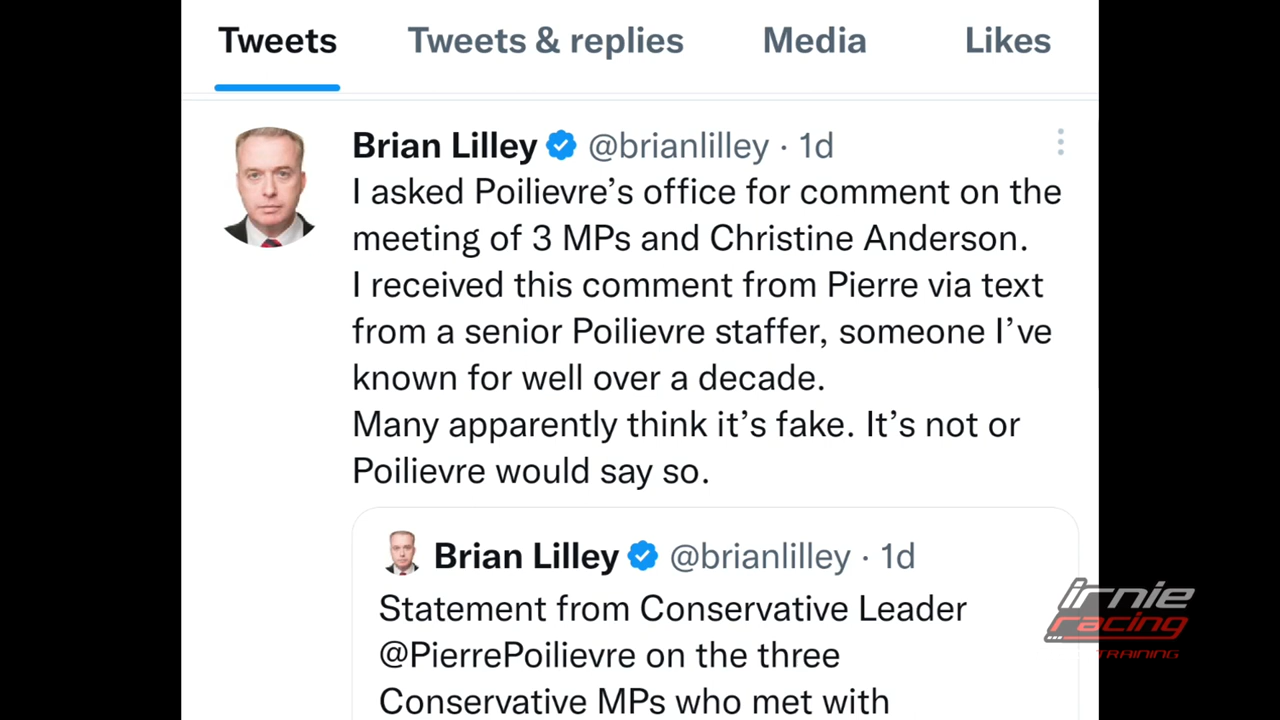 Tweets Tweets & replies Media Likes
Brian Lilley @brianlilley · 1d
I asked Poilievre’s office for comment on the
meeting of 3 MPs and Christine Anderson.
I received this comment from Pierre via text
from a senior Poilievre staffer, someone I’ve
known for well over a decade.
Many apparently think it’s fake. It’s not or
Poilievre would say so.
Brian Lilley @brianlilley · 1d
Statement from Conservative Leader
@PierrePoilievre on the three
Conservative MPs who met with
irnie
racing
TRAINING